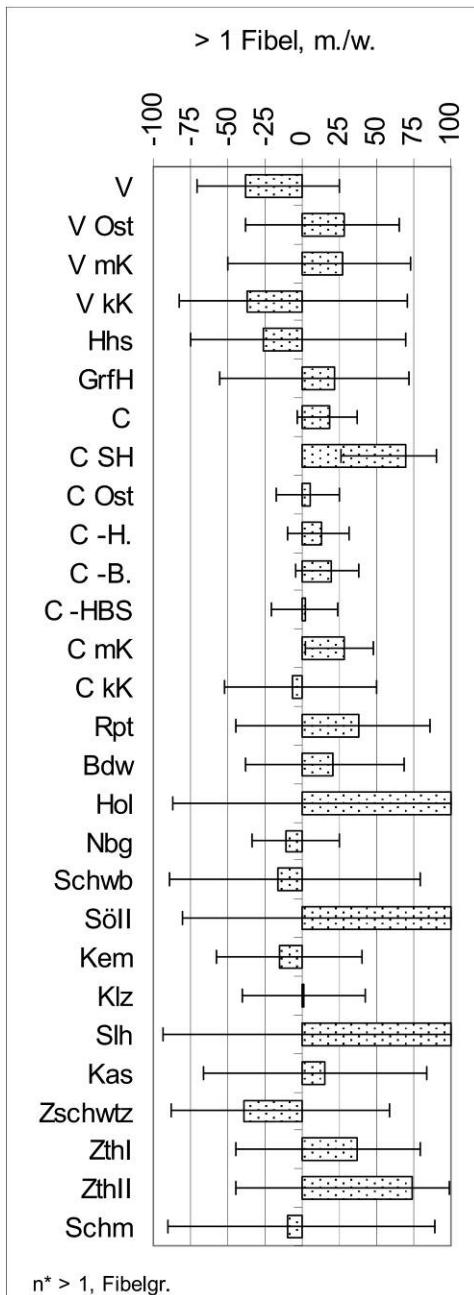 > 1 Fibel, m./w.
-100 -75 -50 -25 0 25 50 75 100
V
V Ost
V mK
V kK
Hhs
GrfH
C
C SH
C Ost
C -H.
C -B.
C -HBS
C mK
C kK
Rpt
Bdw
Hol
Nbg
Schwb
SöII
Kem
Klz
Slh
Kas
Zschwtz
ZthI
ZthII
Schm
n* > 1, Fibelgr.